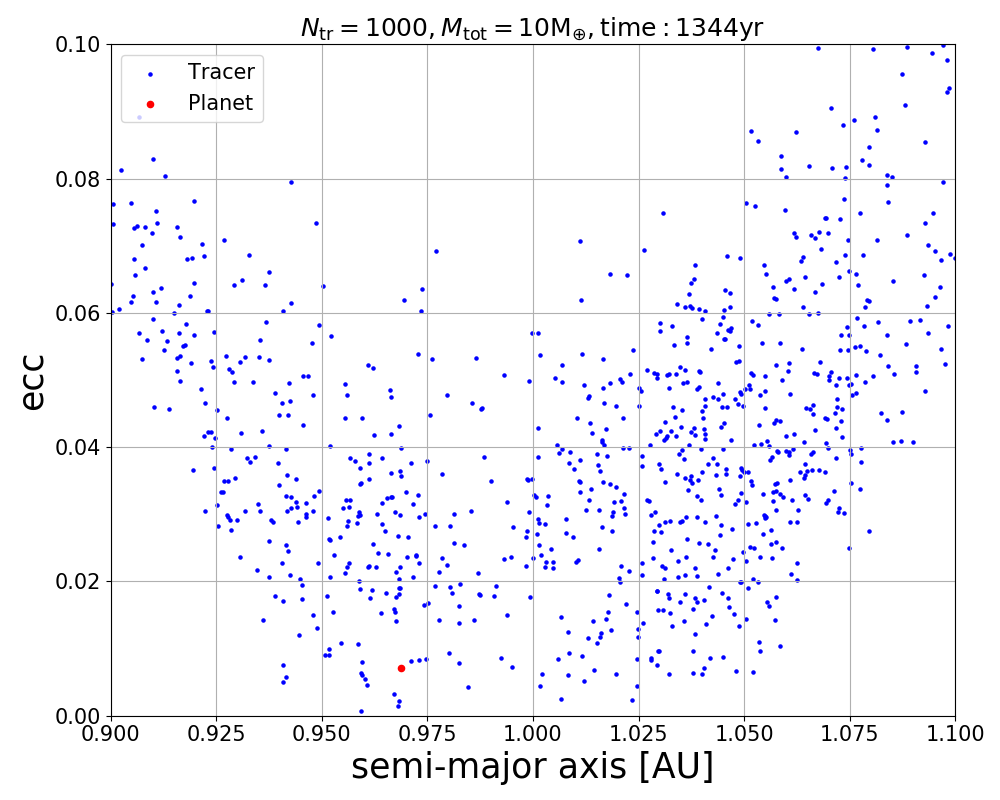 N_tr = 1000, M_tot = 10M_⊕, time : 1344yr
Tracer
Planet
0.10
0.08
0.06
0.04
0.02
0.00
ecc
0.900 0.925 0.950 0.975 1.000 1.025 1.050 1.075 1.100
semi-major axis [AU]